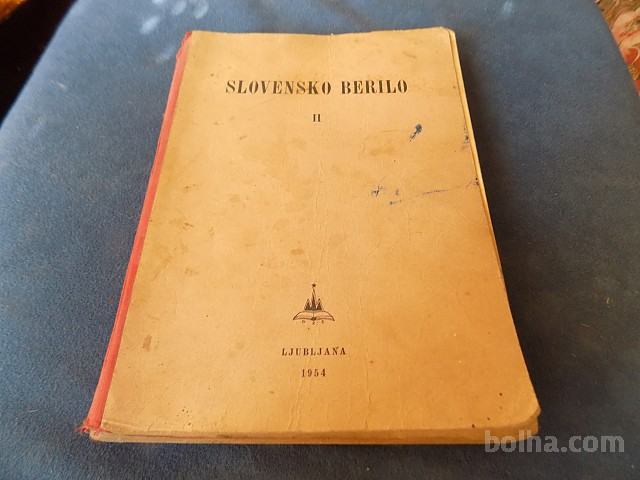 SLOVENSKO BERILO
II
LJUBLJANA
1954
bolha.com